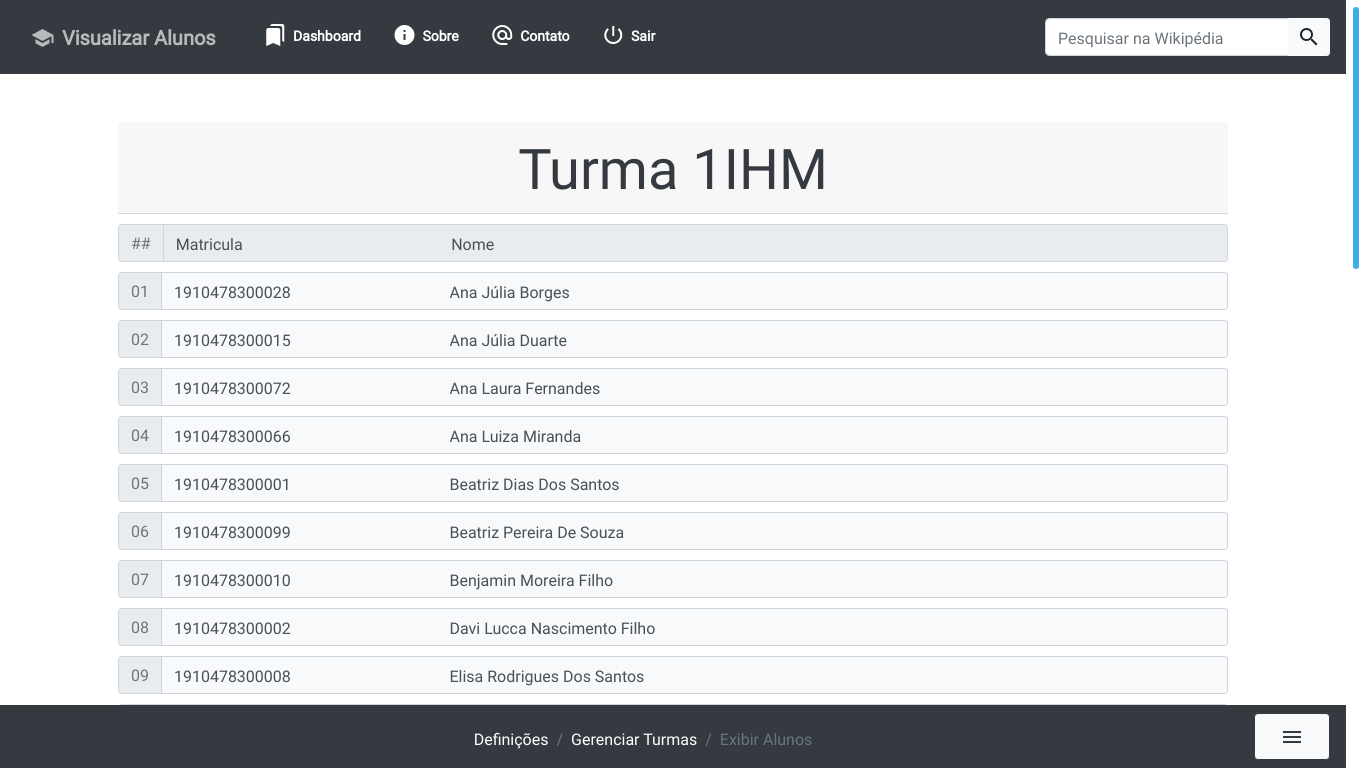 Visualizar Alunos Dashboard Sobre Contato Sair Pesquisar na Wikipédia
Turma 1IHM
## Matricula Nome
01 1910478300028 Ana Júlia Borges
02 1910478300015 Ana Júlia Duarte
03 1910478300072 Ana Laura Fernandes
04 1910478300066 Ana Luiza Miranda
05 1910478300001 Beatriz Dias Dos Santos
06 1910478300099 Beatriz Pereira De Souza
07 1910478300010 Benjamin Moreira Filho
08 1910478300002 Davi Lucca Nascimento Filho
09 1910478300008 Elisa Rodrigues Dos Santos
Definições / Gerenciar Turmas / Exibir Alunos